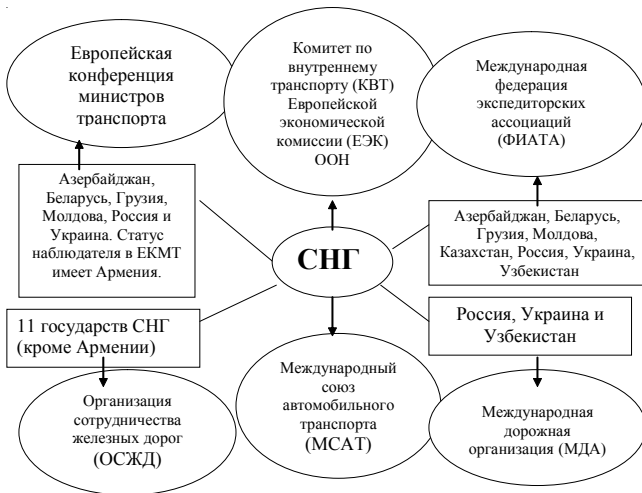 Европейская
конференция
министров
транспорта
Комитет по
внутреннему
транспорту (КВТ)
Европейской
экономической
комиссии (ЕЭК)
ООН
Международная
федерация
экспедиторских
ассоциаций
(ФИАТА)
Азербайджан,
Беларусь, Грузия,
Молдова, Россия и
Украина. Статус
наблюдателя в ЕКМТ
имеет Армения.
Азербайджан, Беларусь,
Грузия, Молдова,
Казахстан, Россия, Украина,
Узбекистан
СНГ
11 государств СНГ
(кроме Армении)
Россия, Украина и
Узбекистан
Организация
сотрудничества
железных дорог
(ОСЖД)
Международный
союз
автомобильного
транспорта
(МСАТ)
Международная
дорожная
организация (МДА)